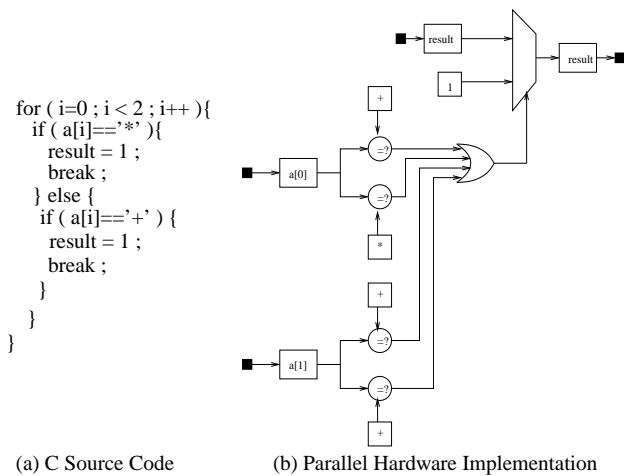 for ( i=0 ; i < 2 ; i++ ){
if ( a[i]=='*' ){
result = 1 ;
break ;
} else {
if ( a[i]=='+' ) {
result = 1 ;
break ;
}
}
}
(a) C Source Code
result
result
1
+
=?
a[0]
=?
*
+
=?
a[1]
=?
+
(b) Parallel Hardware Implementation